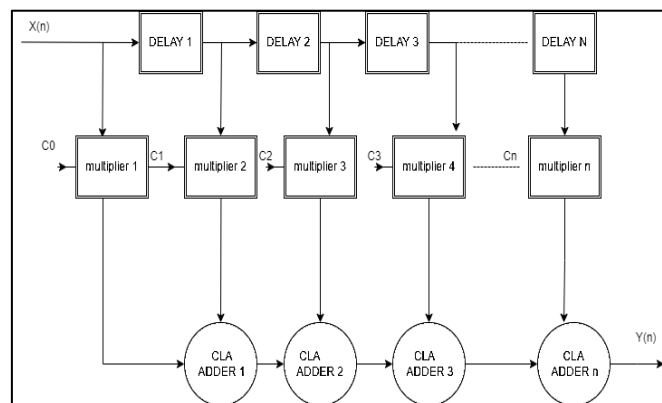 X(n)
DELAY 1
DELAY 2
DELAY 3
DELAY N
C0
multiplier 1
C1
multiplier 2
C2
multiplier 3
C3
multiplier 4
Cn
multiplier n
CLA
ADDER 1
CLA
ADDER 2
CLA
ADDER 3
CLA
ADDER n
Y(n)